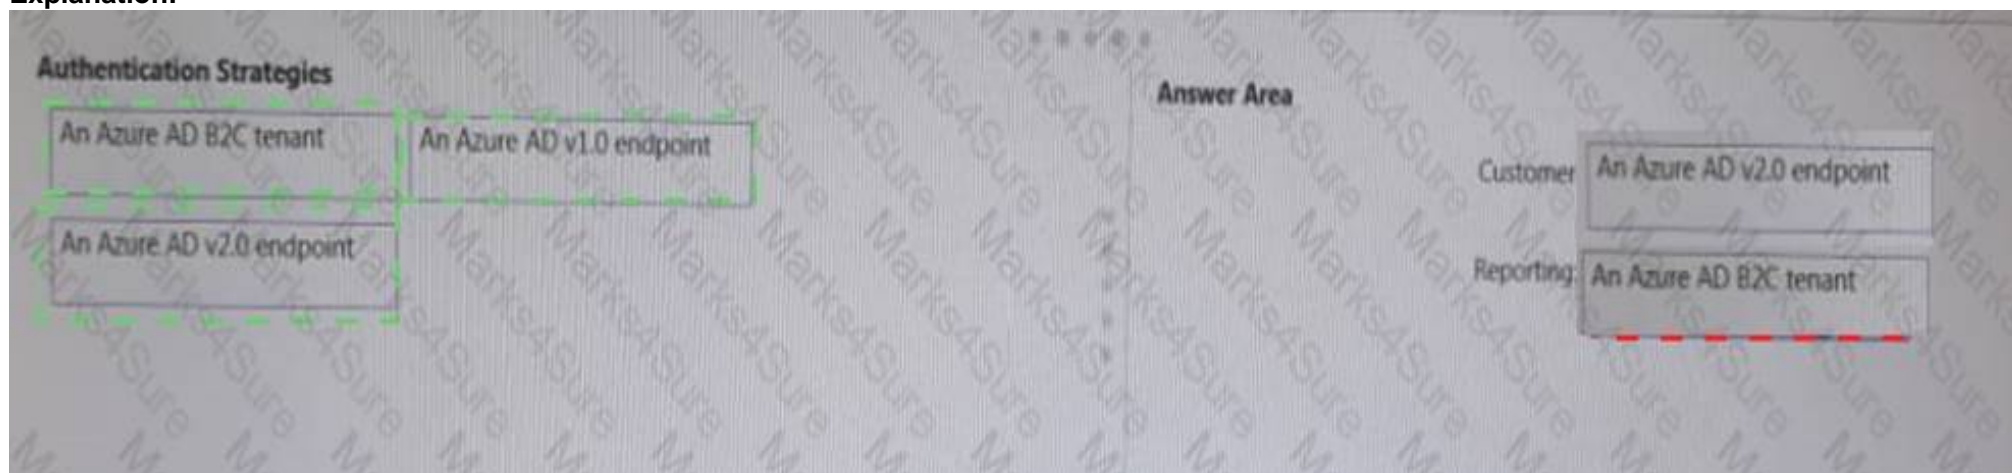 Explanation:
Authentication Strategies
An Azure AD B2C tenant
An Azure AD v1.0 endpoint
An Azure AD v2.0 endpoint
Answer Area
Customer An Azure AD v2.0 endpoint
Reporting: An Azure AD B2C tenant
Marks4Sure